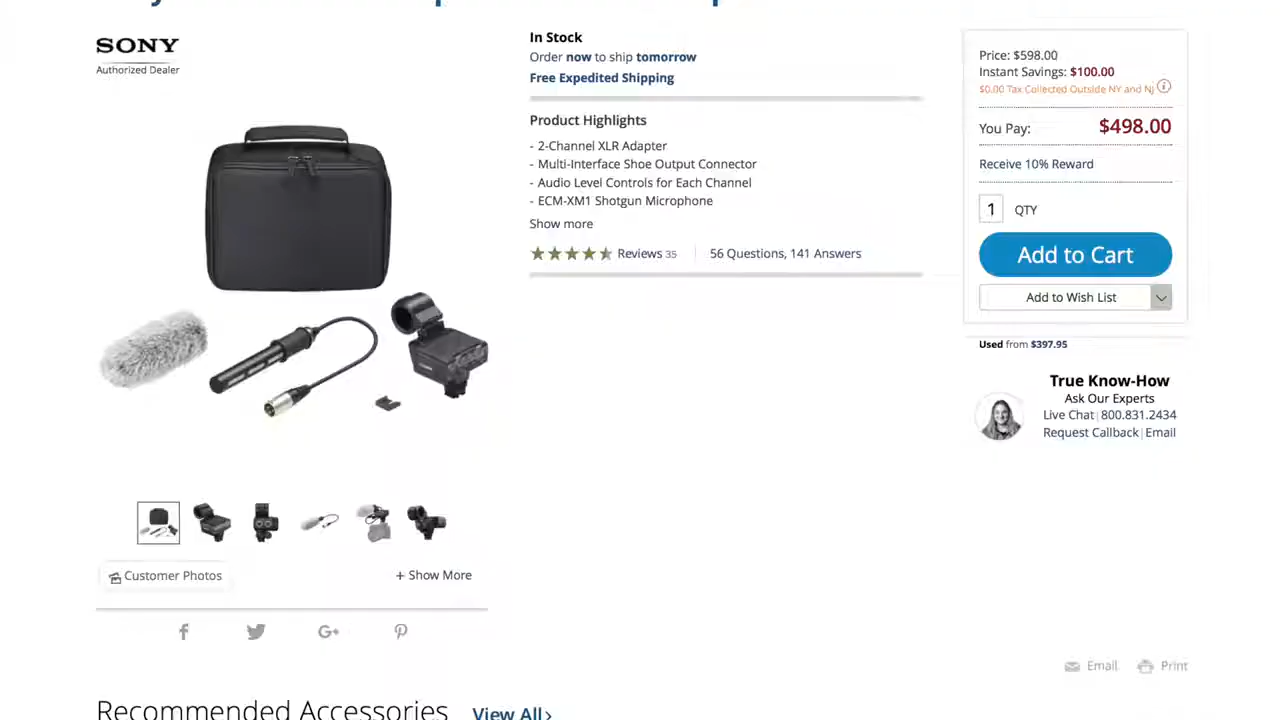 SONY
Authorized Dealer
In Stock
Order now to ship tomorrow
Free Expedited Shipping
Product Highlights
- 2-Channel XLR Adapter
- Multi-Interface Shoe Output Connector
- Audio Level Controls for Each Channel
- ECM-XM1 Shotgun Microphone
Show more
Reviews 35
56 Questions, 141 Answers
Price: $598.00
Instant Savings: $100.00
$0.00 Tax Collected Outside NY and NJ
You Pay: $498.00
Receive 10% Reward
1 QTY
Add to Cart
Add to Wish List
Used from $397.95
True Know-How
Ask Our Experts
Live Chat | 800.831.2434
Request Callback | Email
Customer Photos
+ Show More
Email
Print
Recommended Accessories View All›